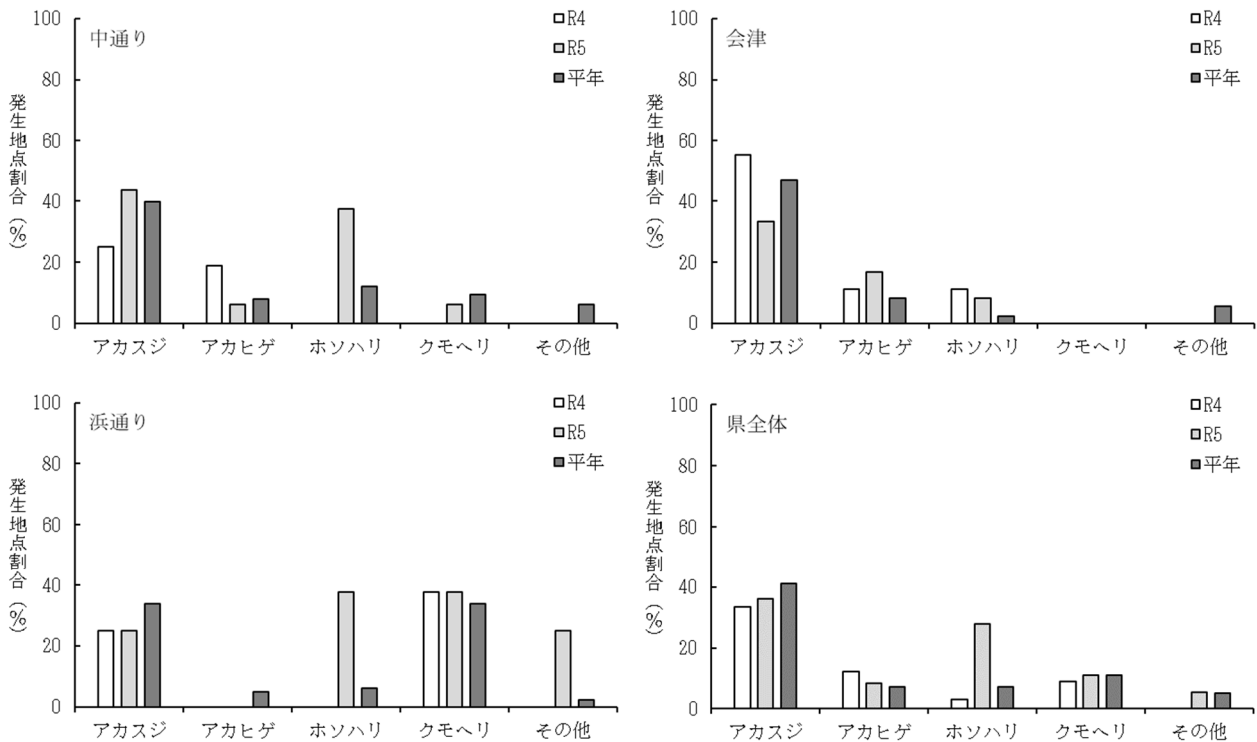 中通り
R4
R5
平年
発生地点割合(%)
100
80
60
40
20
0
アカスジ アカヒゲ ホソハリ クモヘリ その他
会津
R4
R5
平年
発生地点割合(%)
100
80
60
40
20
0
アカスジ アカヒゲ ホソハリ クモヘリ その他
浜通り
R4
R5
平年
発生地点割合(%)
100
80
60
40
20
0
アカスジ アカヒゲ ホソハリ クモヘリ その他
県全体
R4
R5
平年
発生地点割合(%)
100
80
60
40
20
0
アカスジ アカヒゲ ホソハリ クモヘリ その他